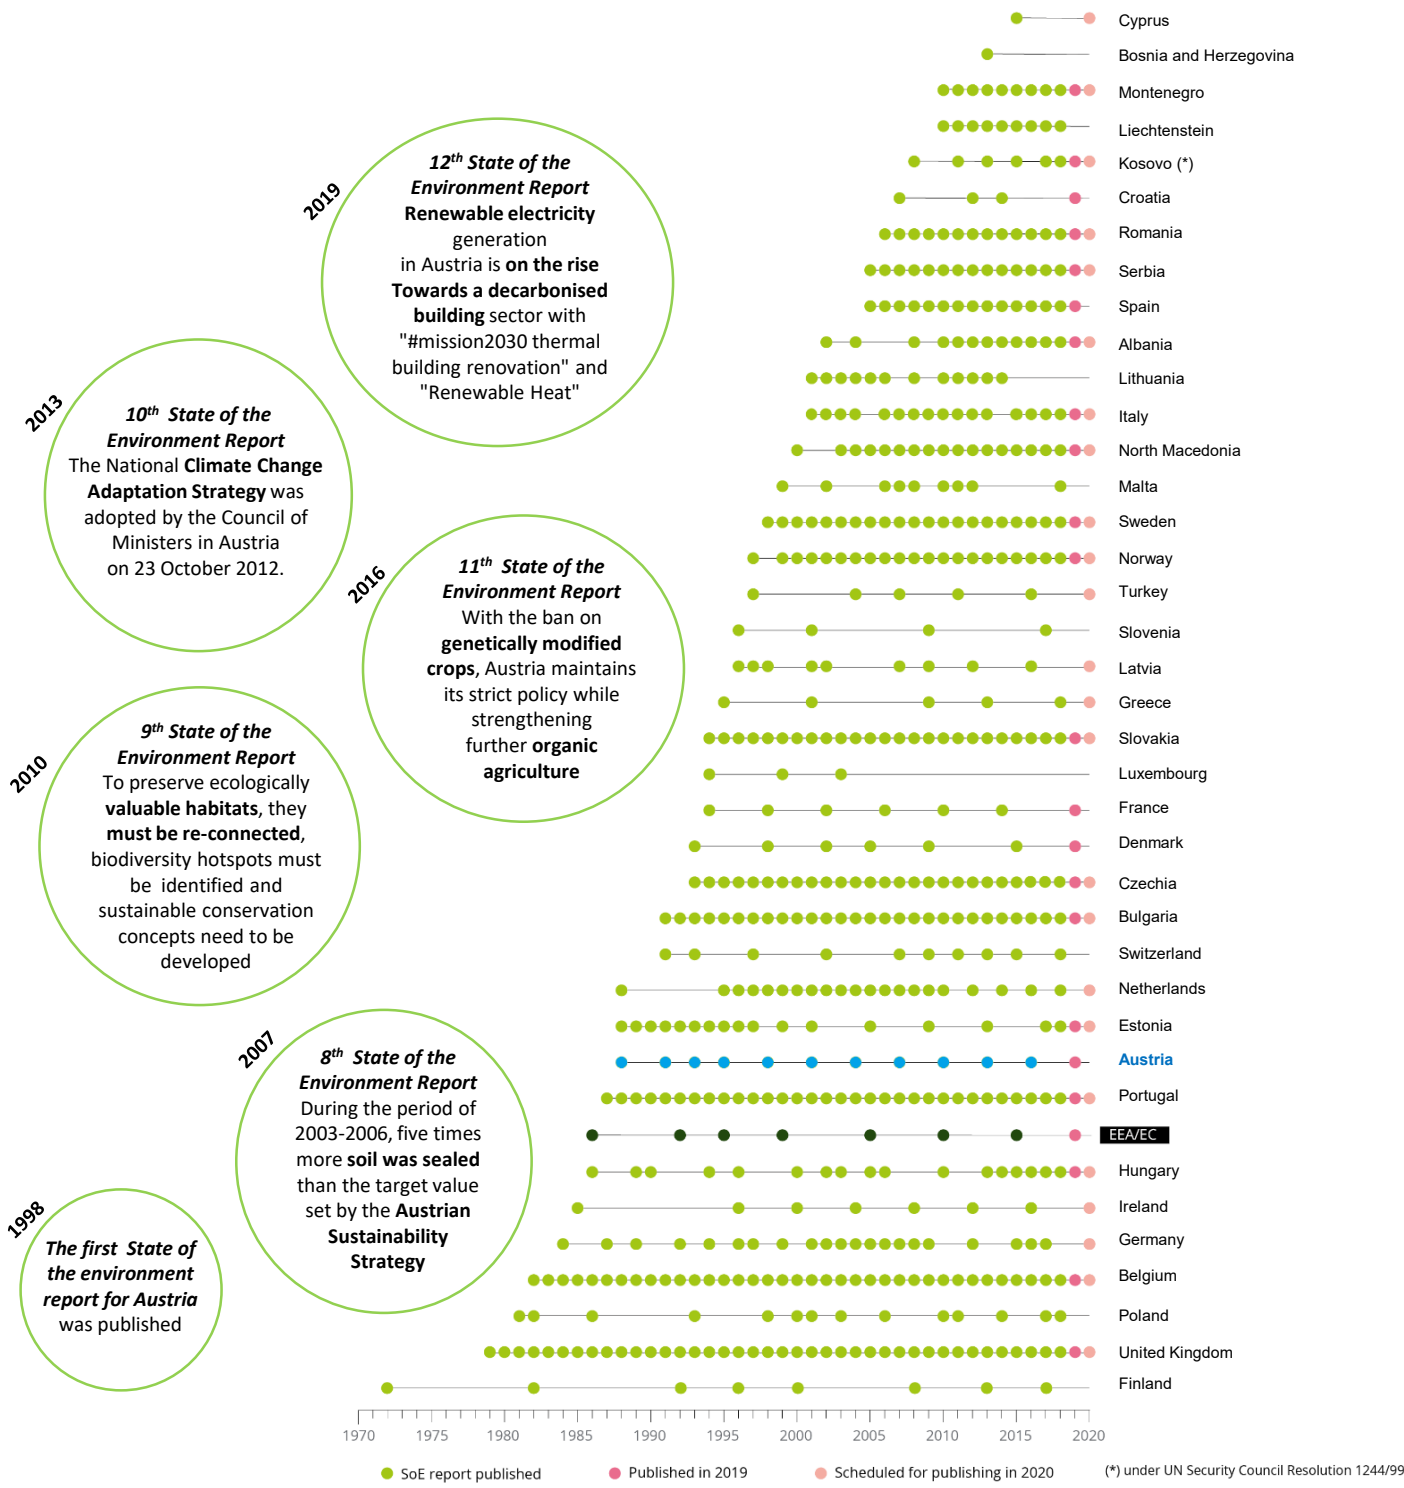 Cyprus
Bosnia and Herzegovina
Montenegro
Liechtenstein
Kosovo (*)
Croatia
Romania
Serbia
Spain
Albania
Lithuania
Italy
North Macedonia
Malta
Sweden
Norway
Turkey
Slovenia
Latvia
Greece
Slovakia
Luxembourg
France
Denmark
Czechia
Bulgaria
Switzerland
Netherlands
Estonia
Austria
Portugal
EEA/EC
Hungary
Ireland
Germany
Belgium
Poland
United Kingdom
Finland
2019
12th State of the
Environment Report
Renewable electricity
generation
in Austria is on the rise
Towards a decarbonised
building sector with
"#mission2030 thermal
building renovation" and
"Renewable Heat"
2013
10th State of the
Environment Report
The National Climate Change
Adaptation Strategy was
adopted by the Council of
Ministers in Austria
on 23 October 2012.
2016
11th State of the
Environment Report
With the ban on
genetically modified
crops, Austria maintains
its strict policy while
strengthening
further organic
agriculture
2010
9th State of the
Environment Report
To preserve ecologically
valuable habitats, they
must be re-connected,
biodiversity hotspots must
be identified and
sustainable conservation
concepts need to be
developed
2007
8th State of the
Environment Report
During the period of
2003-2006, five times
more soil was sealed
than the target value
set by the Austrian
Sustainability
Strategy
1998
The first State of
the environment
report for Austria
was published
1970 1975 1980 1985 1990 1995 2000 2005 2010 2015 2020
SoE report published Published in 2019 Scheduled for publishing in 2020 (*) under UN Security Council Resolution 1244/99